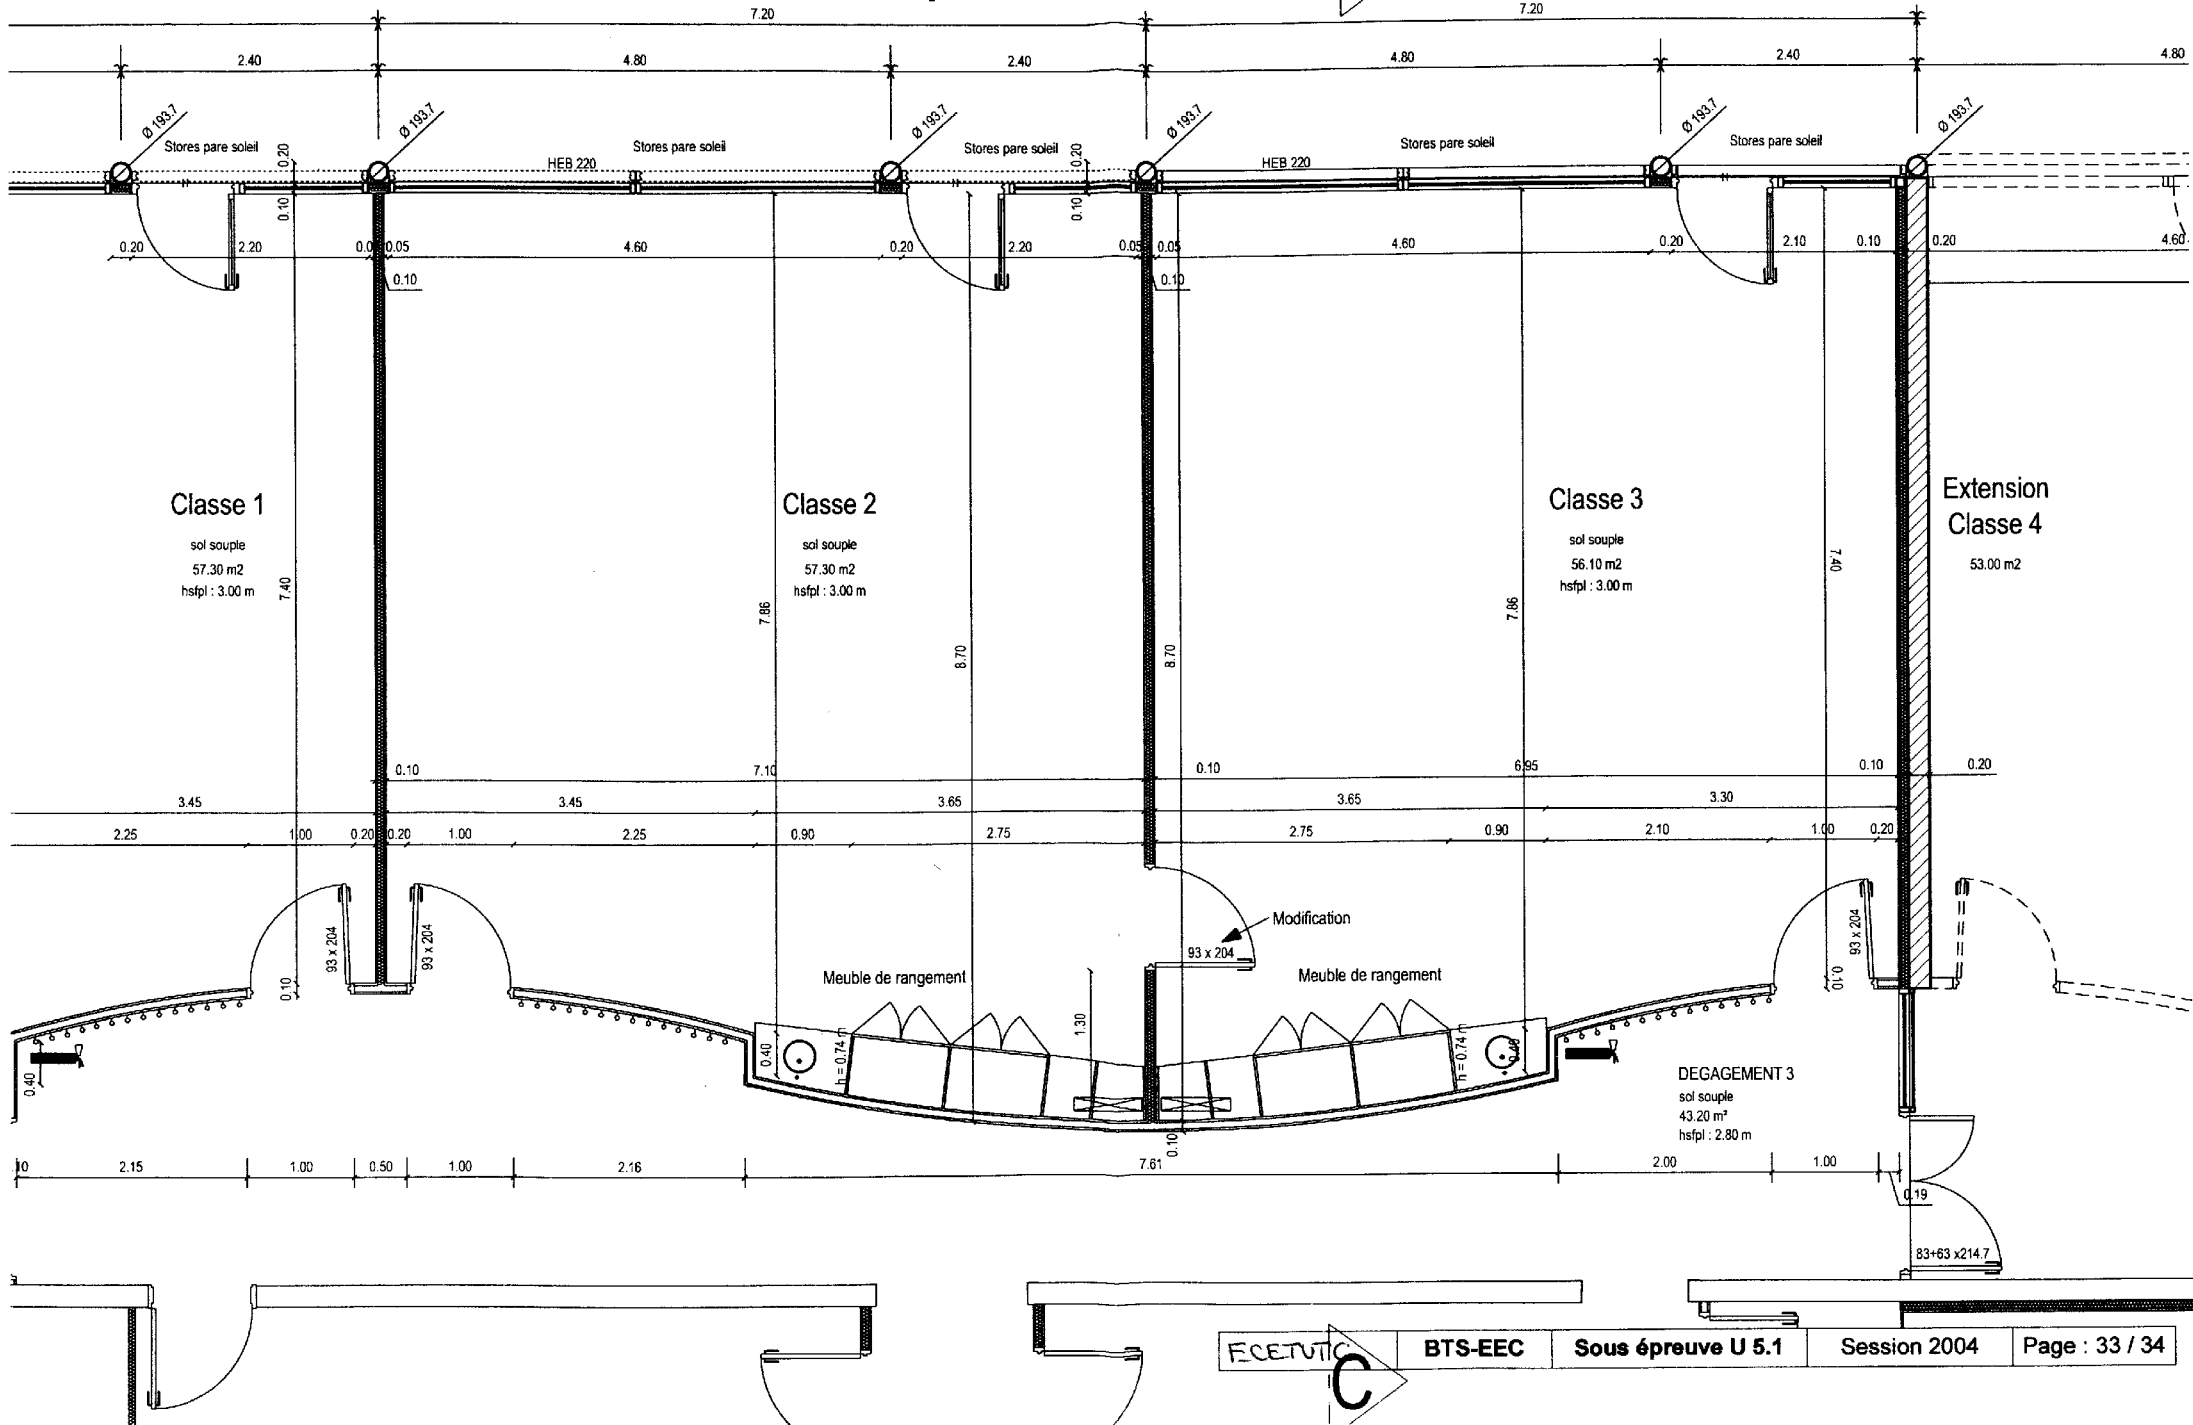 7.20
7.20
2.40
4.80
2.40
4.80
2.40
4.80
Ø 193.7
Ø 193.7
Ø 193.7
Ø 193.7
Ø 193.7
Ø 193.7
Stores pare soleil
0.20
HEB 220
Stores pare soleil
Stores pare soleil
0.20
HEB 220
Stores pare soleil
Stores pare soleil
0.10
0.10
0.20
2.20
0.05
4.60
0.20
2.20
0.05
0.05
4.60
0.20
2.10
0.10
0.20
4.60
0.10
0.10
Classe 1
sol souple
57.30 m2
hsfpl : 3.00 m
7.40
Classe 2
sol souple
57.30 m2
hsfpl : 3.00 m
7.86
8.70
8.70
Classe 3
sol souple
56.10 m2
hsfpl : 3.00 m
7.86
7.40
Extension
Classe 4
53.00 m2
0.10
7.10
0.10
6.95
0.10
0.20
3.45
3.45
3.65
3.65
3.30
2.25
1.00
0.20
0.20
1.00
2.25
0.90
2.75
2.75
0.90
2.10
1.00
0.20
93 x 204
93 x 204
93 x 204
Modification
93 x 204
Meuble de rangement
Meuble de rangement
0.10
0.10
1.30
0.40
0.40
h = 0.74 m
h = 0.74 m
0.40
0.10
DEGAGEMENT 3
sol souple
43.20 m²
hsfpl : 2.80 m
2.15
1.00
0.50
1.00
2.16
7.61
2.00
1.00
0.19
83+63 x214.7
BTS-EEC
Sous épreuve U 5.1
Session 2004
Page : 33 / 34
C